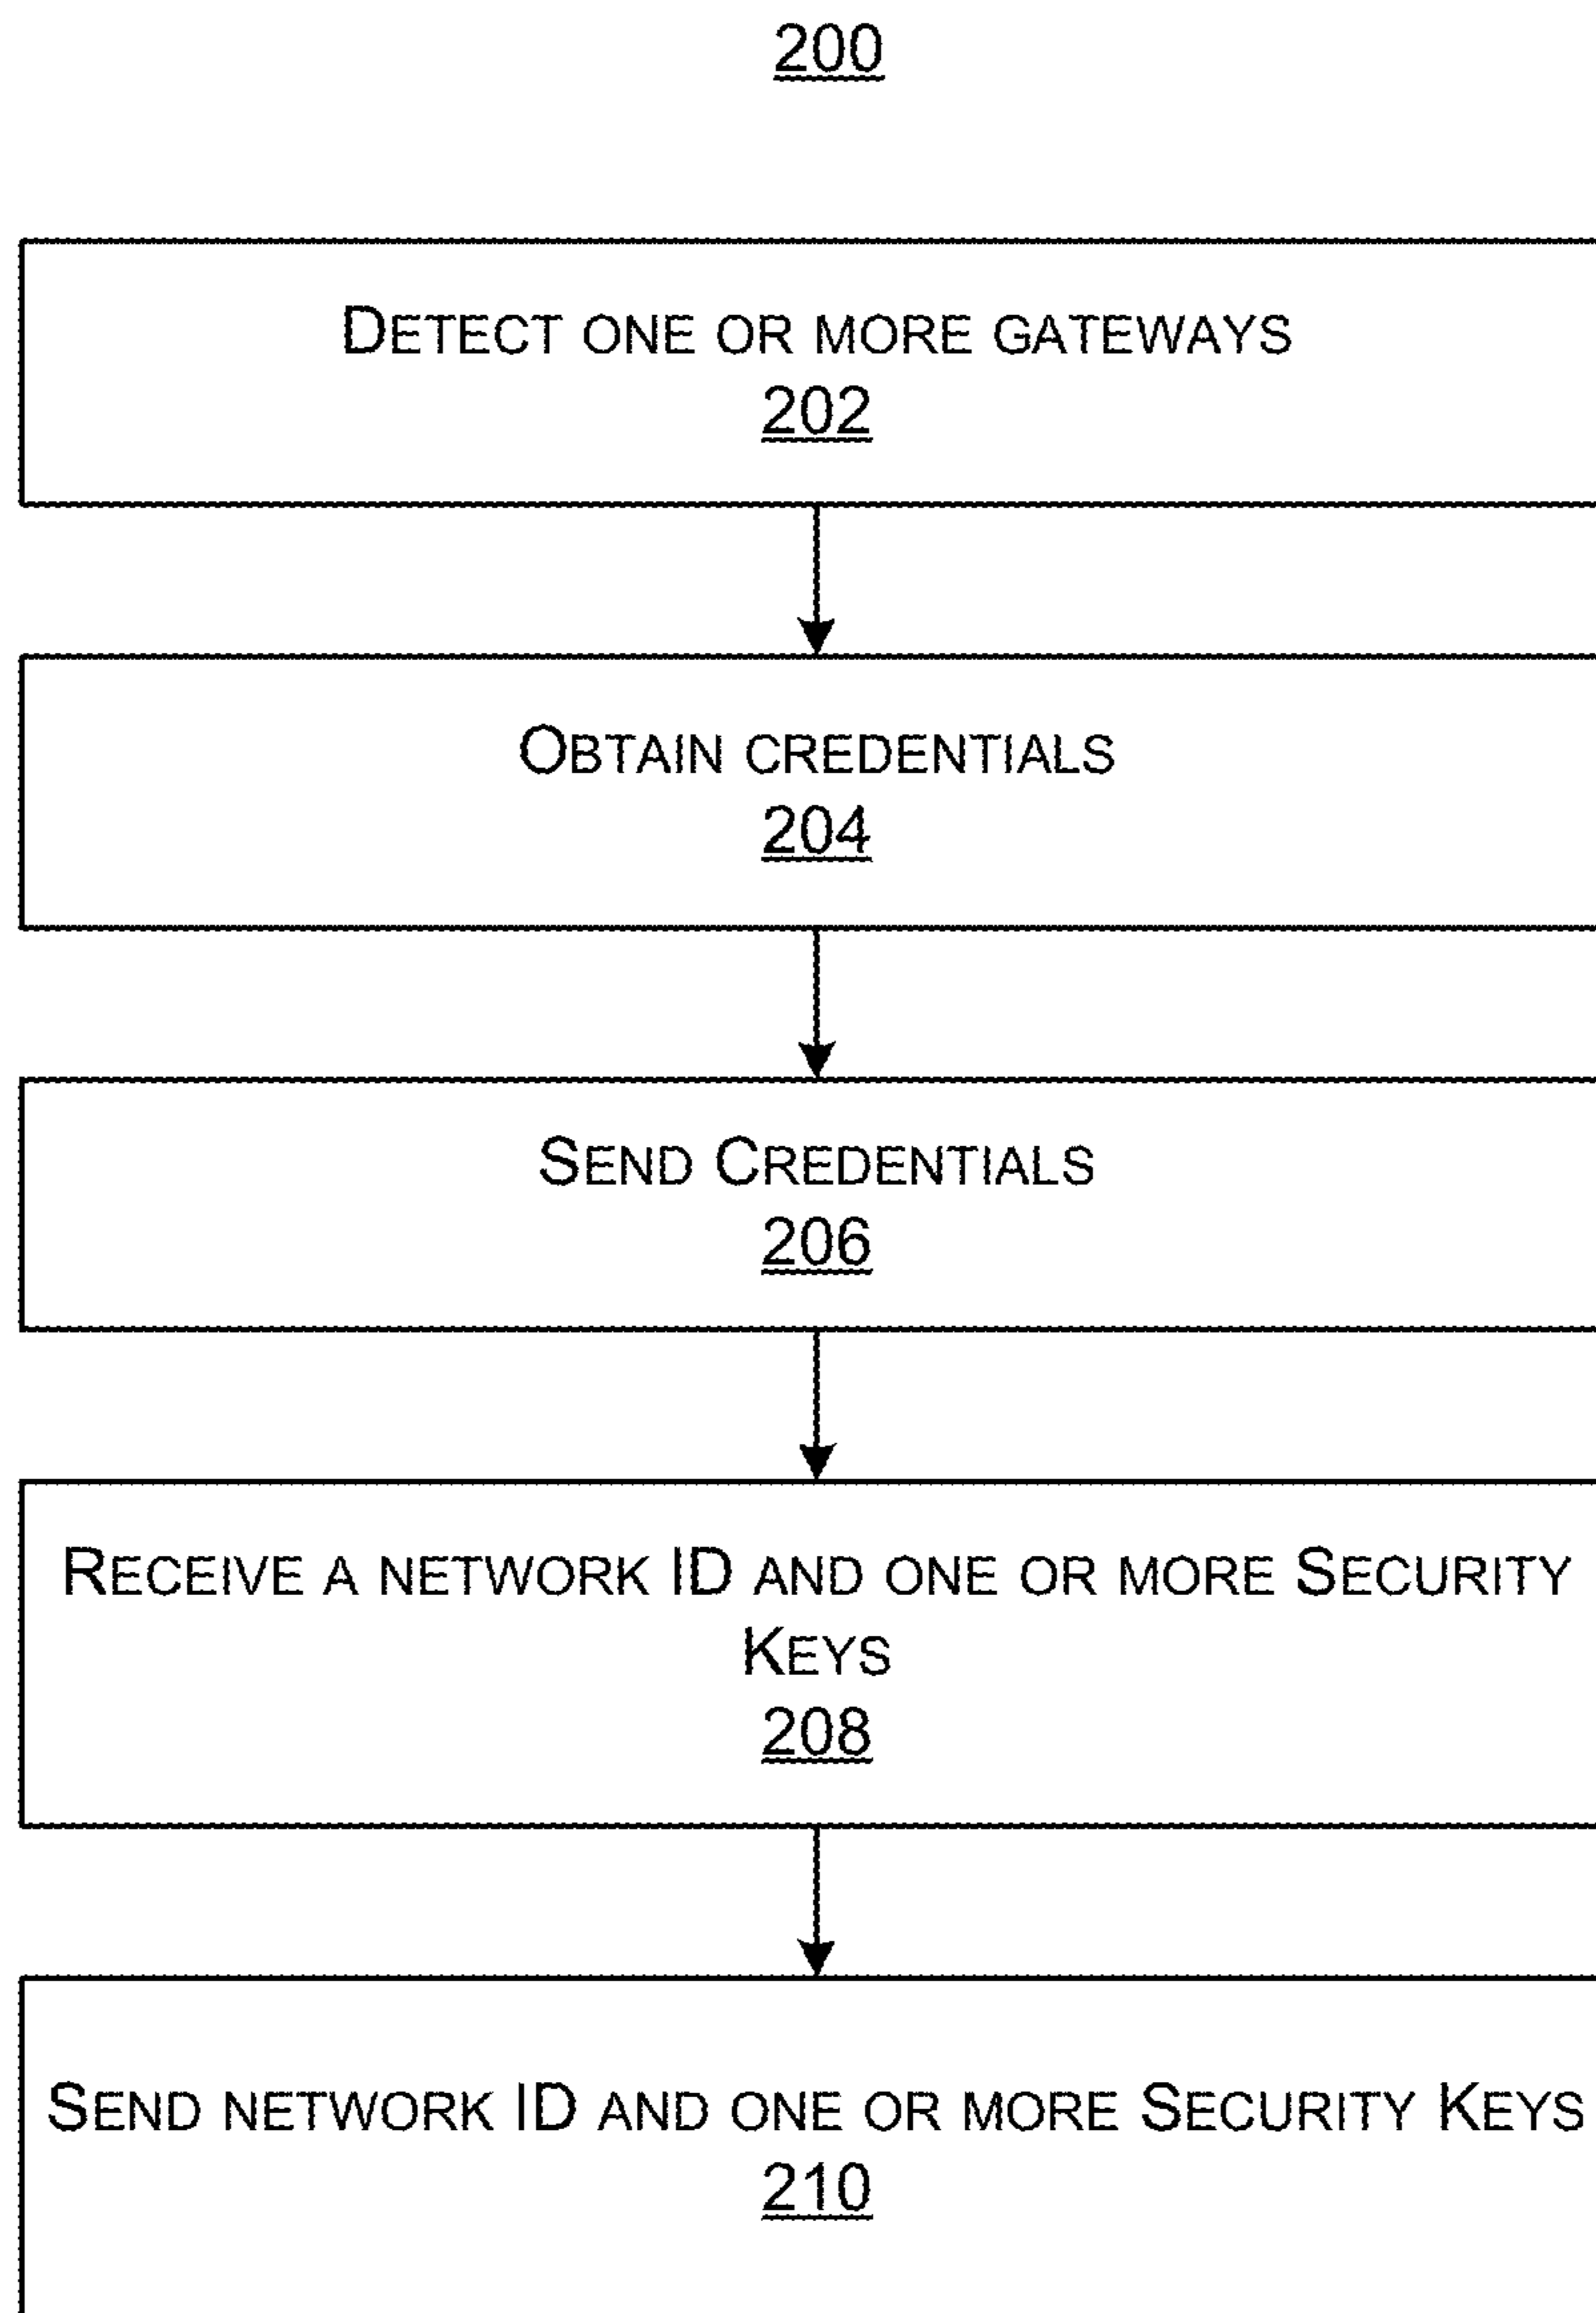 200
DETECT ONE OR MORE GATEWAYS
202
OBTAIN CREDENTIALS
204
SEND CREDENTIALS
206
RECEIVE A NETWORK ID AND ONE OR MORE SECURITY
KEYS
208
SEND NETWORK ID AND ONE OR MORE SECURITY KEYS
210